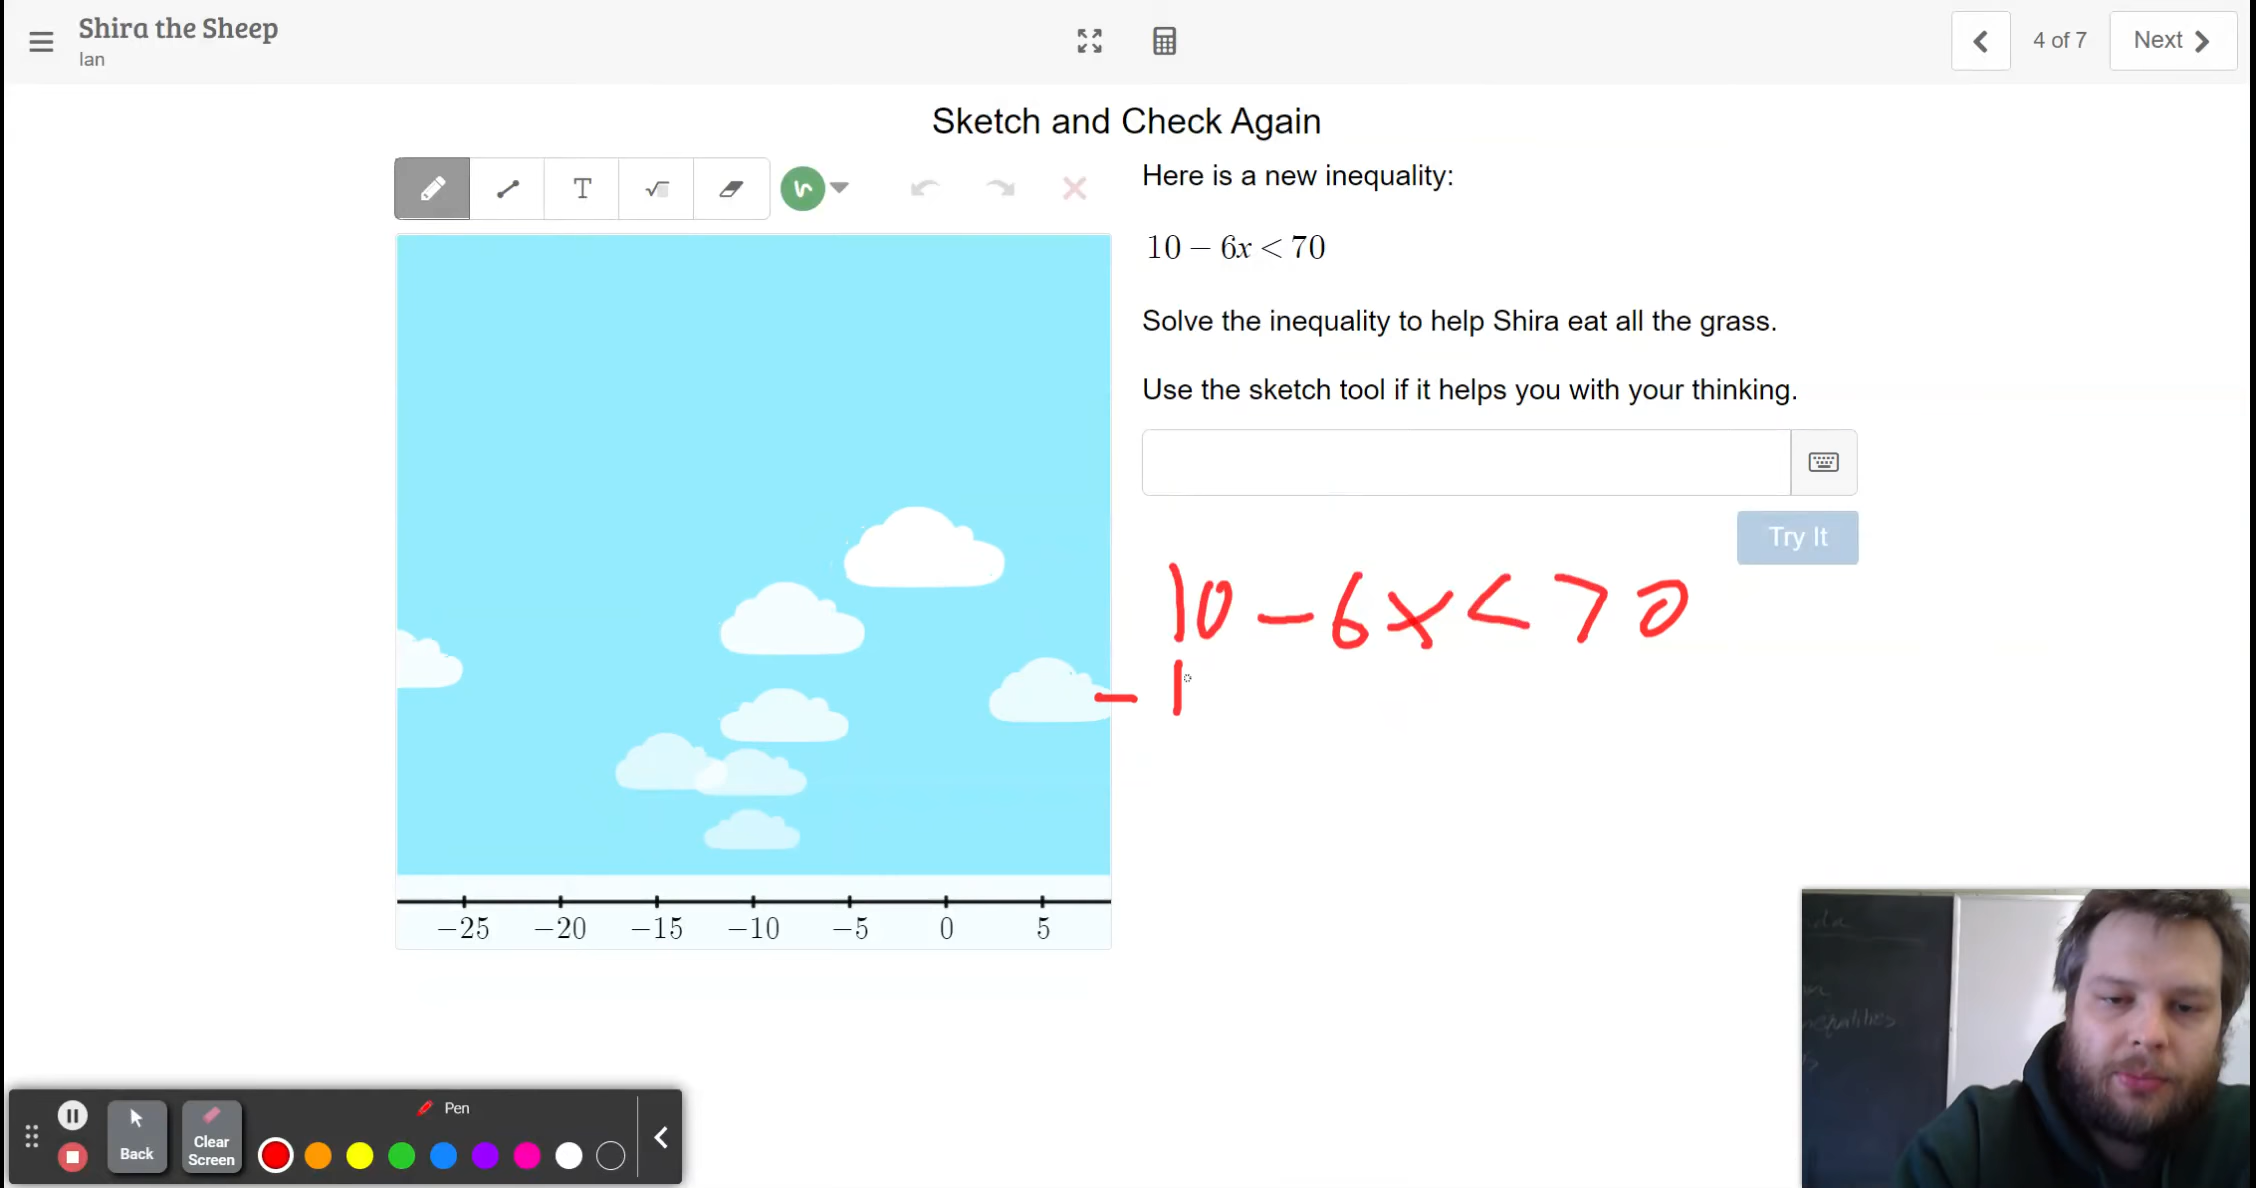 Shira the Sheep
Ian
4 of 7
Next
Sketch and Check Again
T
Here is a new inequality:
10 − 6x < 70
Solve the inequality to help Shira eat all the grass.
Use the sketch tool if it helps you with your thinking.
Try It
10 − 6x < 70
− 1
−25 −20 −15 −10 −5 0 5
Pen
Back
Clear
Screen